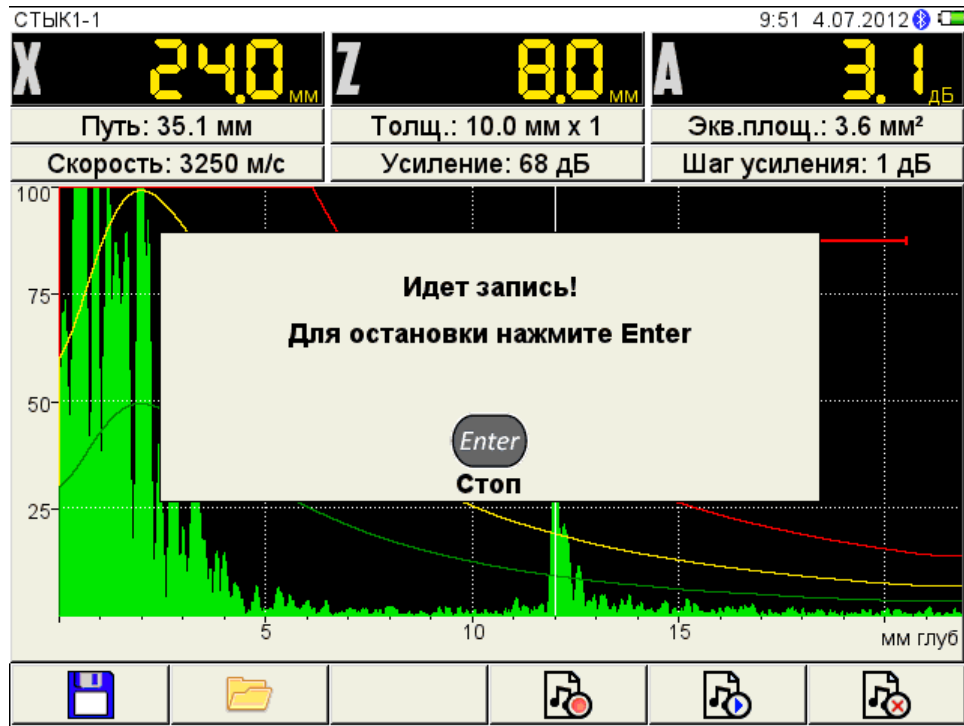 СТЫК1-1 9:51 4.07.2012
X 24.0 мм Z 8.0 мм A 3.1 дБ
Путь: 35.1 мм Толщ.: 10.0 мм x 1 Экв.площ.: 3.6 мм²
Скорость: 3250 м/с Усиление: 68 дБ Шаг усиления: 1 дБ
100
Идет запись!
75
Для остановки нажмите Enter
50
Enter
Стоп
25
5 10 15 мм глуб